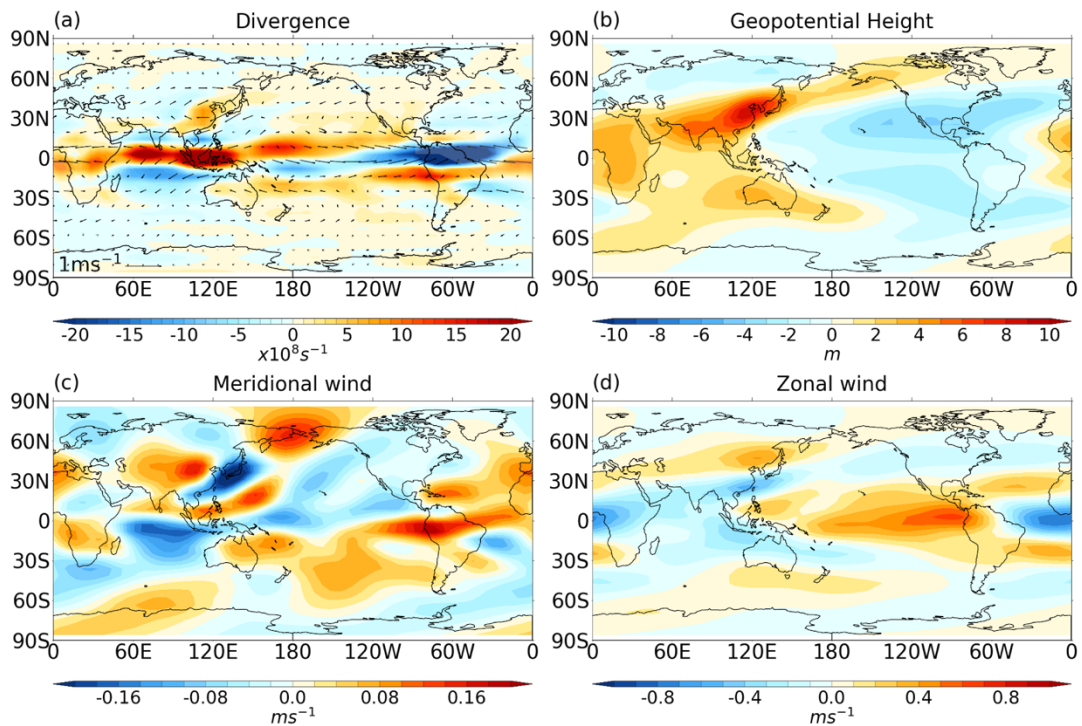 (a) Divergence
90N
60N
30N
0
30S
60S
90S
1ms⁻¹
0 60E 120E 180 120W 60W 0
-20 -15 -10 -5 0 5 10 15 20
x10⁸s⁻¹
(b) Geopotential Height
90N
60N
30N
0
30S
60S
90S
0 60E 120E 180 120W 60W 0
-10 -8 -6 -4 -2 0 2 4 6 8 10
m
(c) Meridional wind
90N
60N
30N
0
30S
60S
90S
0 60E 120E 180 120W 60W 0
-0.16 -0.08 0.0 0.08 0.16
ms⁻¹
(d) Zonal wind
90N
60N
30N
0
30S
60S
90S
0 60E 120E 180 120W 60W 0
-0.8 -0.4 0.0 0.4 0.8
ms⁻¹